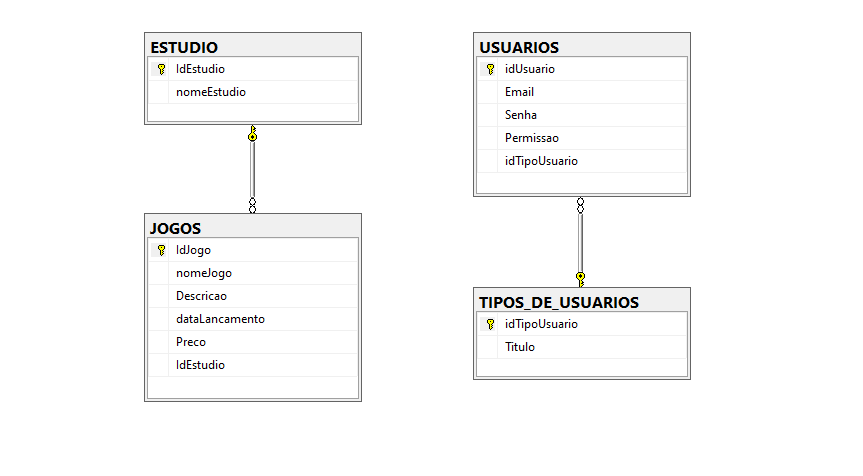 ESTUDIO
IdEstudio
nomeEstudio
JOGOS
IdJogo
nomeJogo
Descricao
dataLancamento
Preco
IdEstudio
USUARIOS
idUsuario
Email
Senha
Permissao
idTipoUsuario
TIPOS_DE_USUARIOS
idTipoUsuario
Titulo